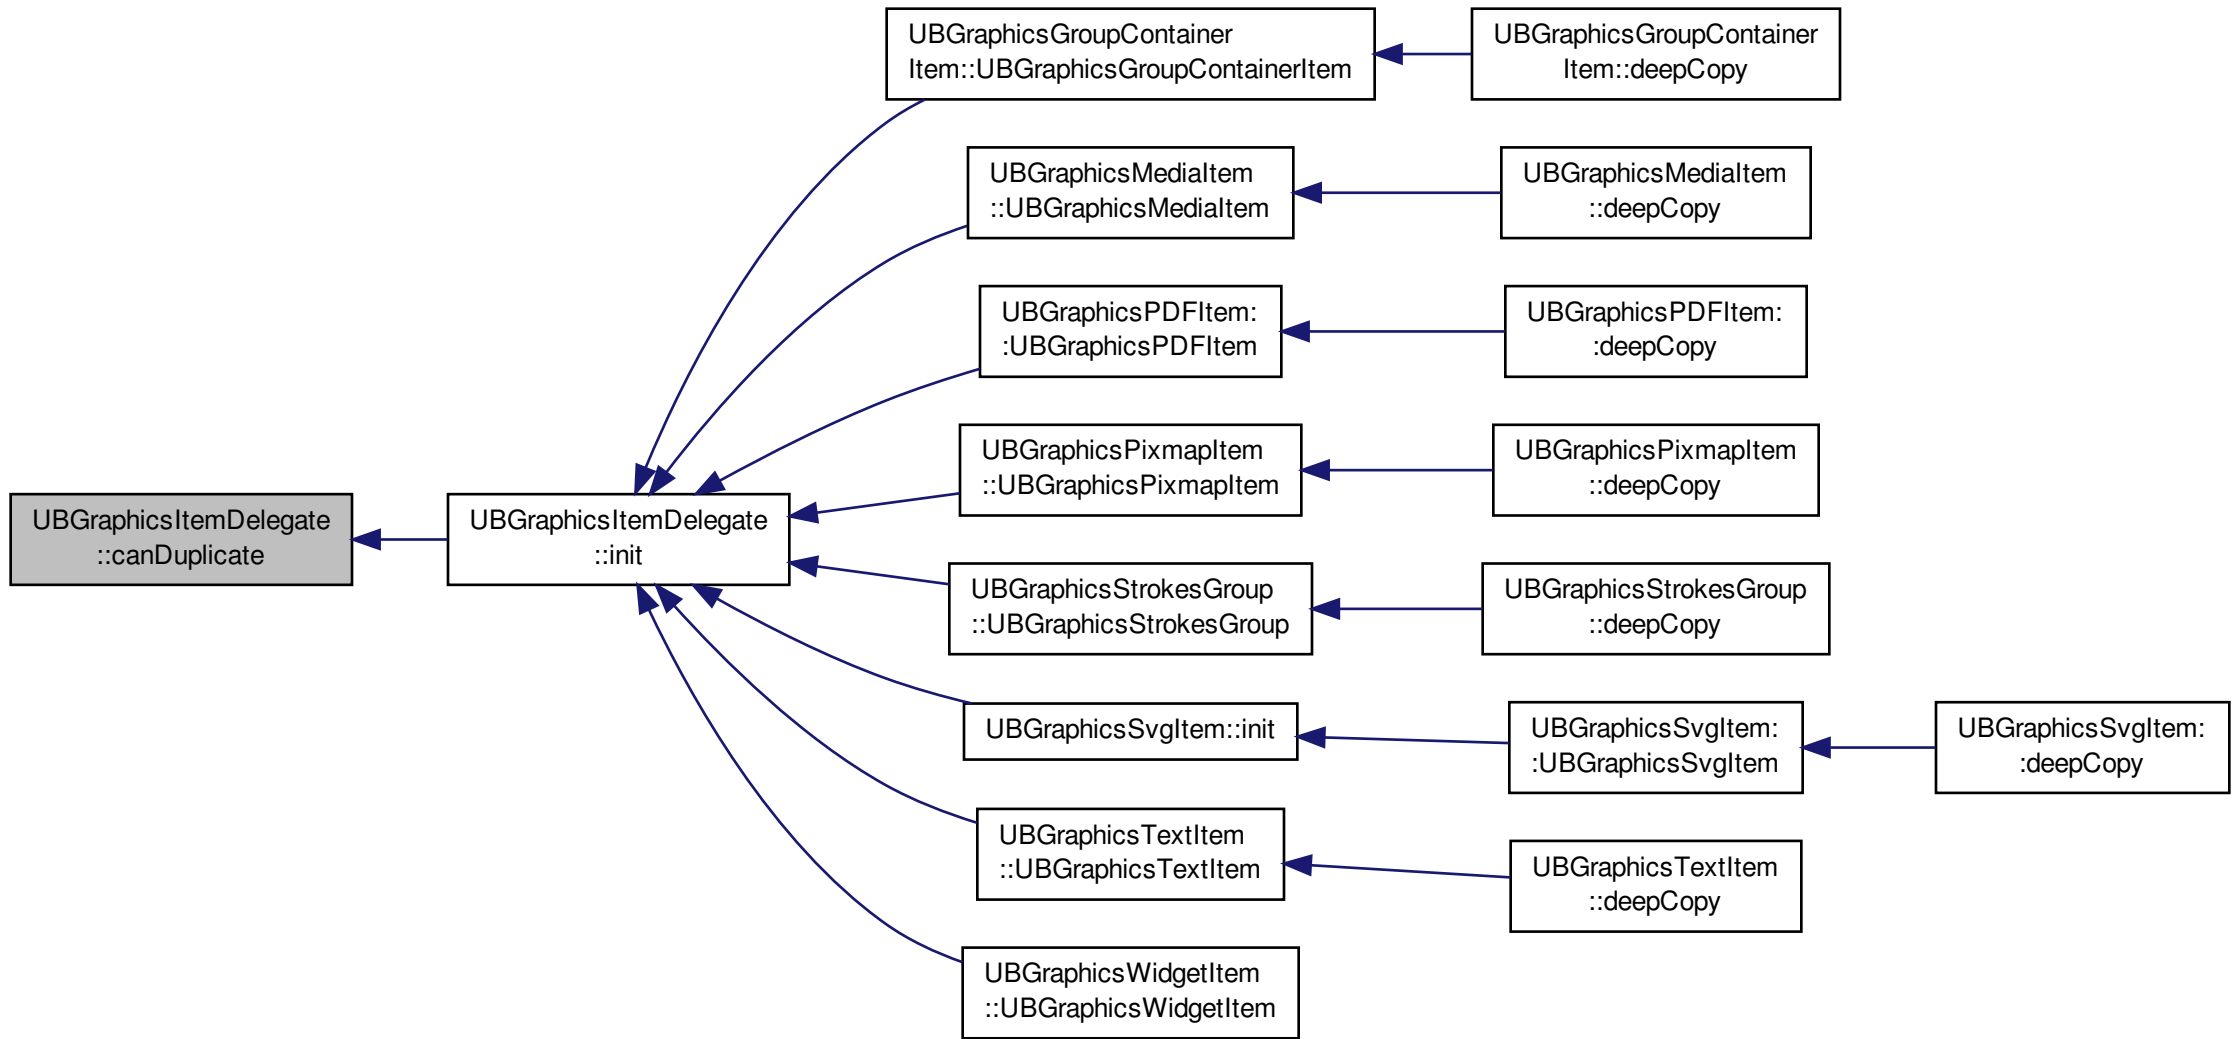 UBGraphicsItemDelegate
::canDuplicate
UBGraphicsItemDelegate
::init
UBGraphicsGroupContainer
Item::UBGraphicsGroupContainerItem
UBGraphicsGroupContainer
Item::deepCopy
UBGraphicsMediaItem
::UBGraphicsMediaItem
UBGraphicsMediaItem
::deepCopy
UBGraphicsPDFItem:
:UBGraphicsPDFItem
UBGraphicsPDFItem:
:deepCopy
UBGraphicsPixmapItem
::UBGraphicsPixmapItem
UBGraphicsPixmapItem
::deepCopy
UBGraphicsStrokesGroup
::UBGraphicsStrokesGroup
UBGraphicsStrokesGroup
::deepCopy
UBGraphicsSvgItem::init
UBGraphicsSvgItem:
:UBGraphicsSvgItem
UBGraphicsSvgItem:
:deepCopy
UBGraphicsTextItem
::UBGraphicsTextItem
UBGraphicsTextItem
::deepCopy
UBGraphicsWidgetItem
::UBGraphicsWidgetItem